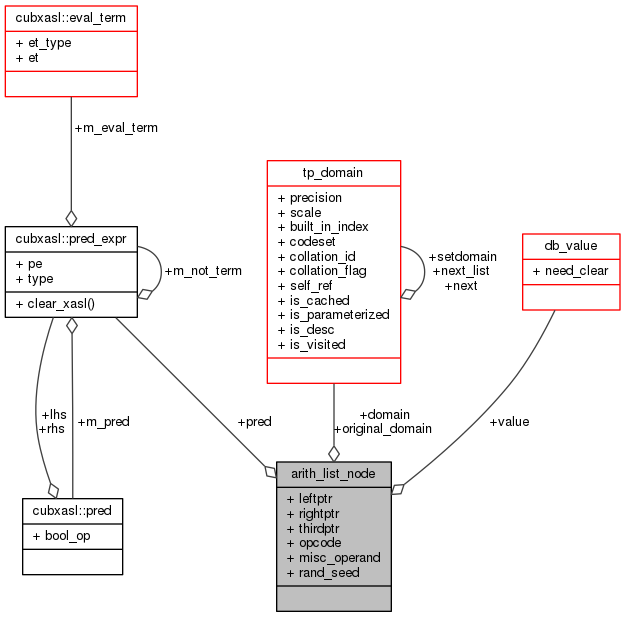 cubxasl::eval_term
+ et_type
+ et
+m_eval_term
tp_domain
+ precision
+ scale
+ built_in_index
+ codeset
+ collation_id
+ collation_flag
+ self_ref
+ is_cached
+ is_parameterized
+ is_desc
+ is_visited
cubxasl::pred_expr
+ pe
+ type
+ clear_xasl()
+m_not_term
+setdomain
+next_list
+next
db_value
+ need_clear
+lhs
+rhs
+m_pred
+pred
+domain
+original_domain
+value
cubxasl::pred
+ bool_op
arith_list_node
+ leftptr
+ rightptr
+ thirdptr
+ opcode
+ misc_operand
+ rand_seed